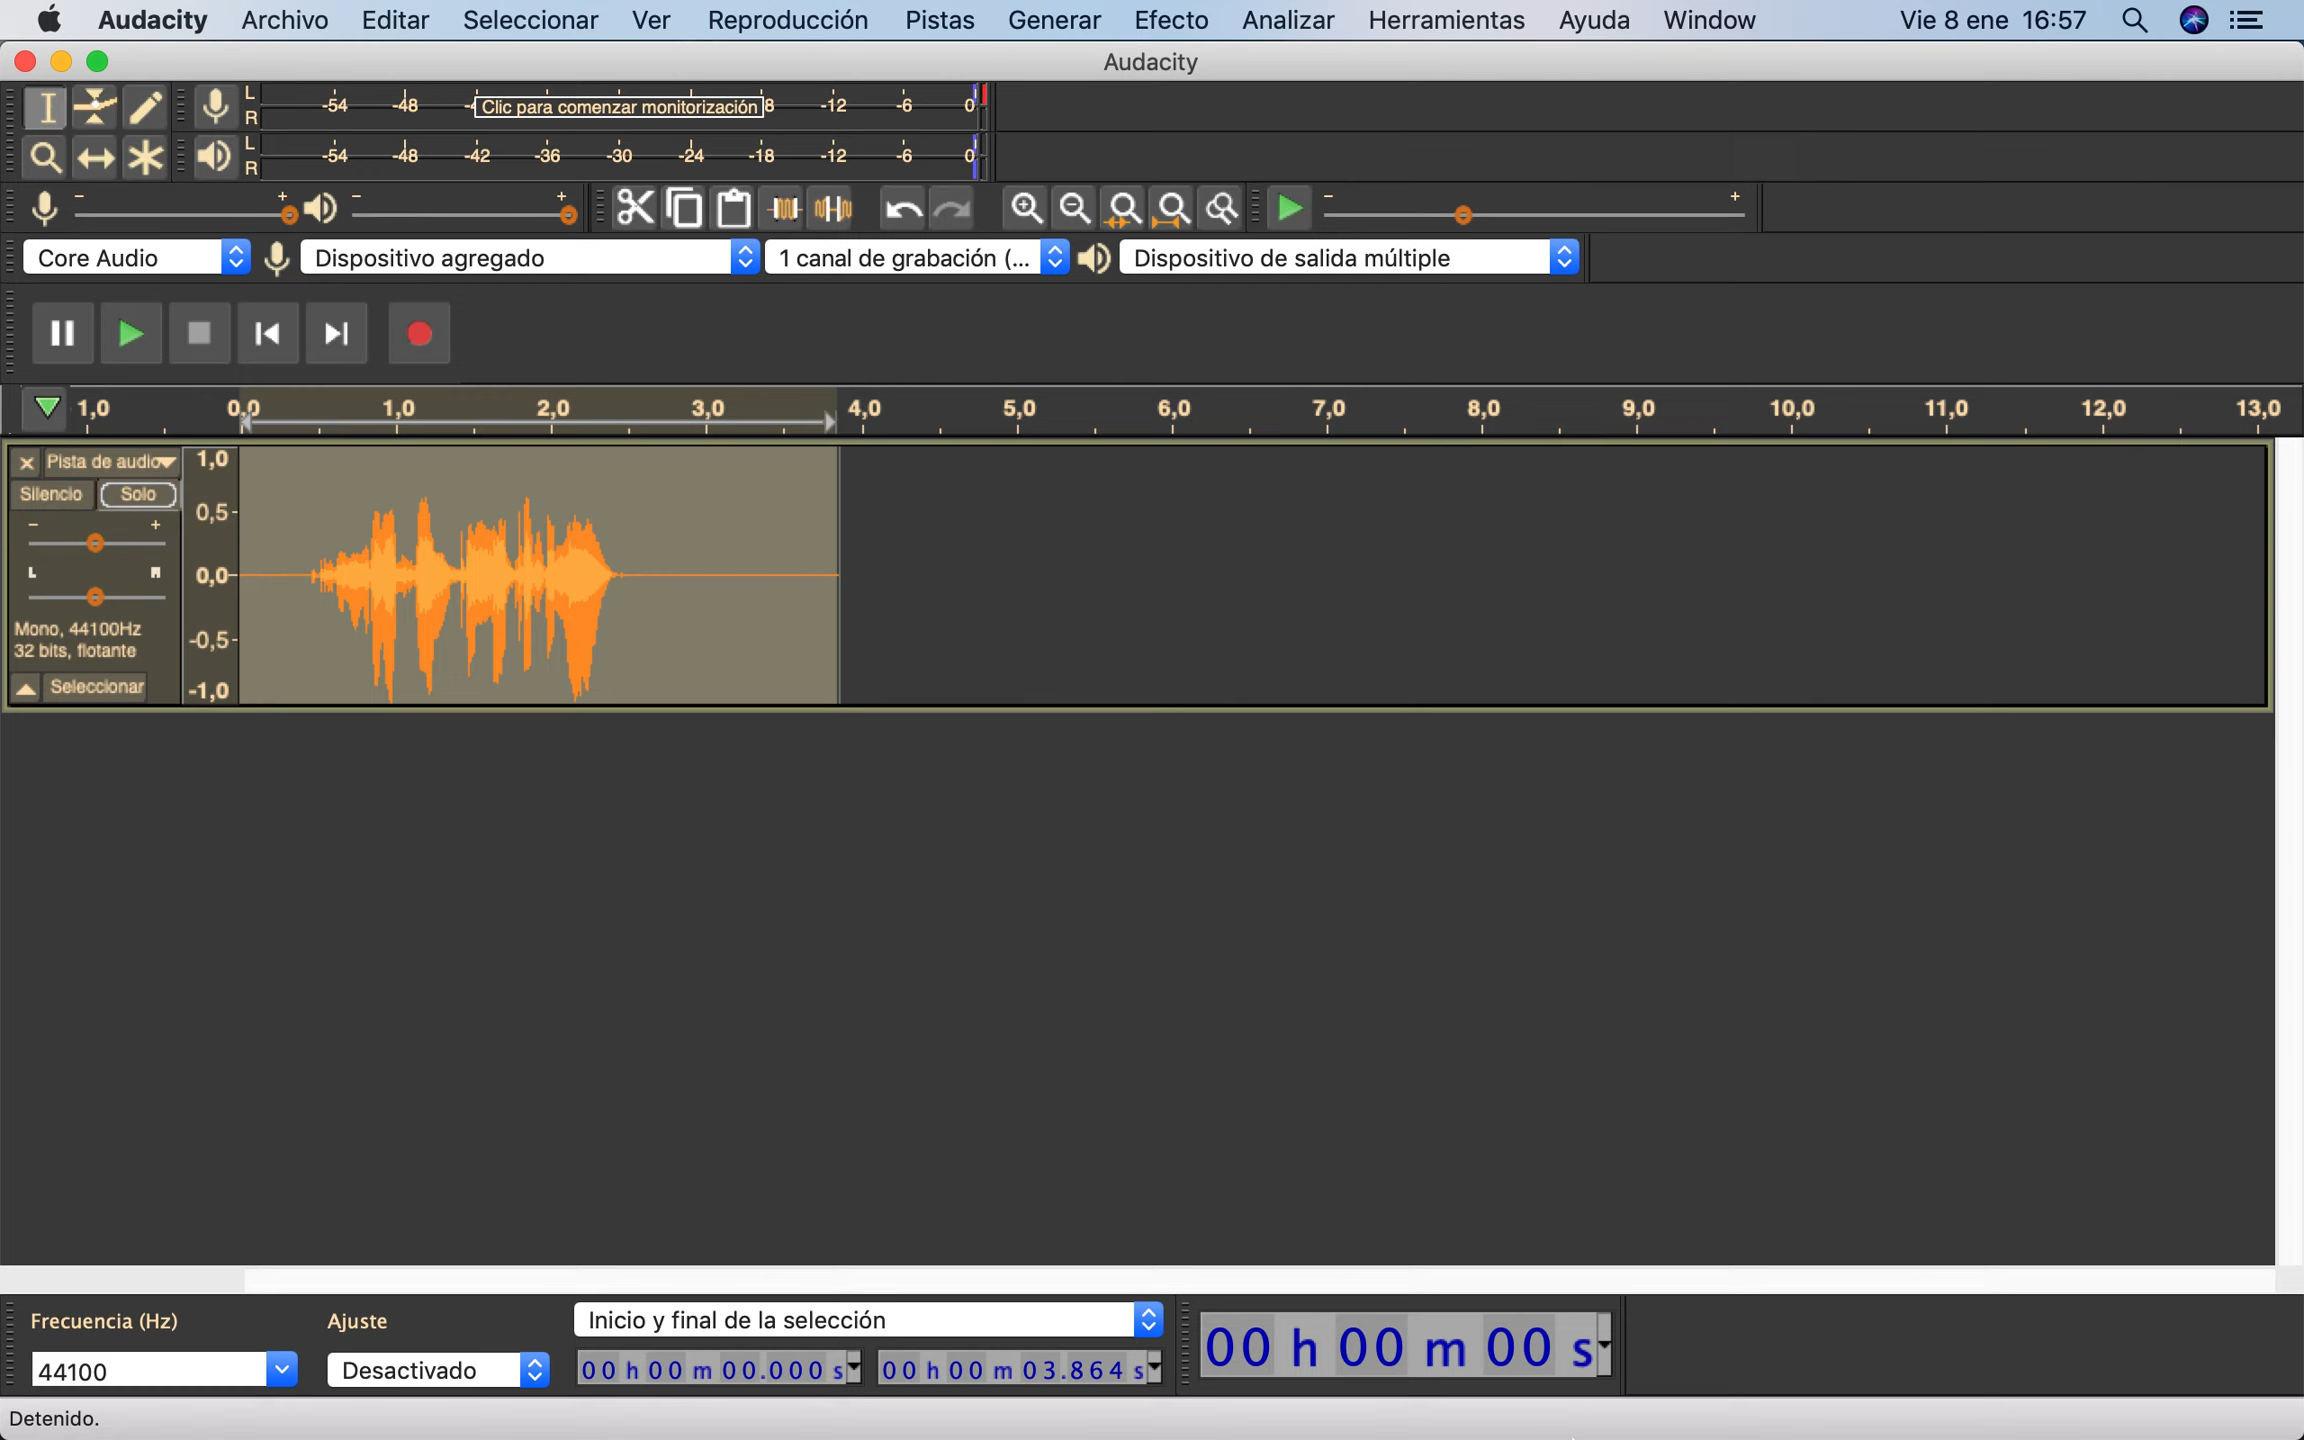 Audacity Archivo Editar Seleccionar Ver Reproducción Pistas Generar Efecto Analizar Herramientas Ayuda Window Vie 8 ene 16:57
Audacity
L
R
-54 -48 -4 Clic para comenzar monitorización 8 -12 -6 0
L
R
-54 -48 -42 -36 -30 -24 -18 -12 -6 0
- + - + - +
Core Audio Dispositivo agregado 1 canal de grabación (... Dispositivo de salida múltiple
1,0 0,0 1,0 2,0 3,0 4,0 5,0 6,0 7,0 8,0 9,0 10,0 11,0 12,0 13,0
Pista de audio 1,0
Silencio Solo 0,5
- +
L R 0,0
Mono, 44100Hz -0,5
32 bits, flotante
Seleccionar -1,0
Frecuencia (Hz) Ajuste Inicio y final de la selección
44100 Desactivado 00 h 00 m 00.000 s 00 h 00 m 03.864 s 00 h 00 m 00 s
Detenido.